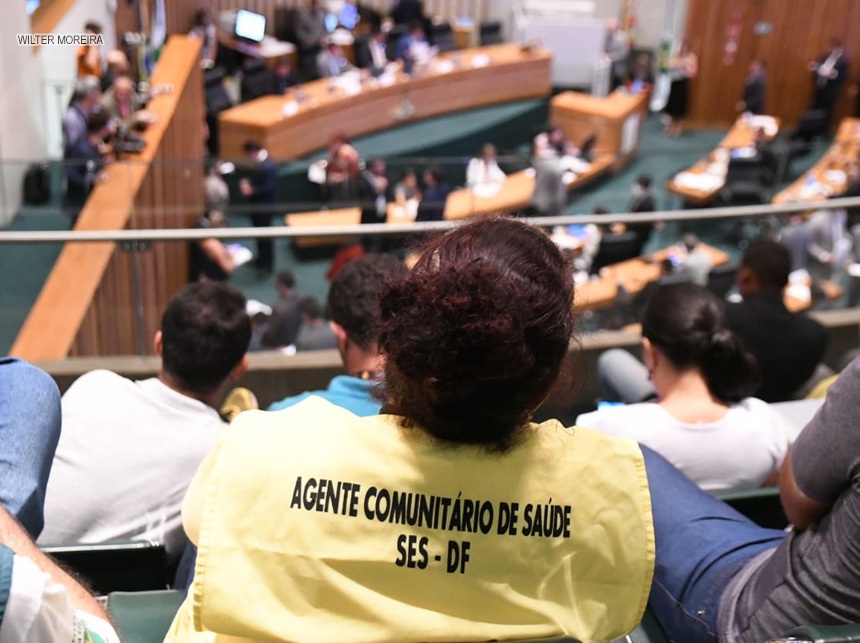 WILTER MOREIRA
AGENTE COMUNITÁRIO DE SAÚDE
SES - DF